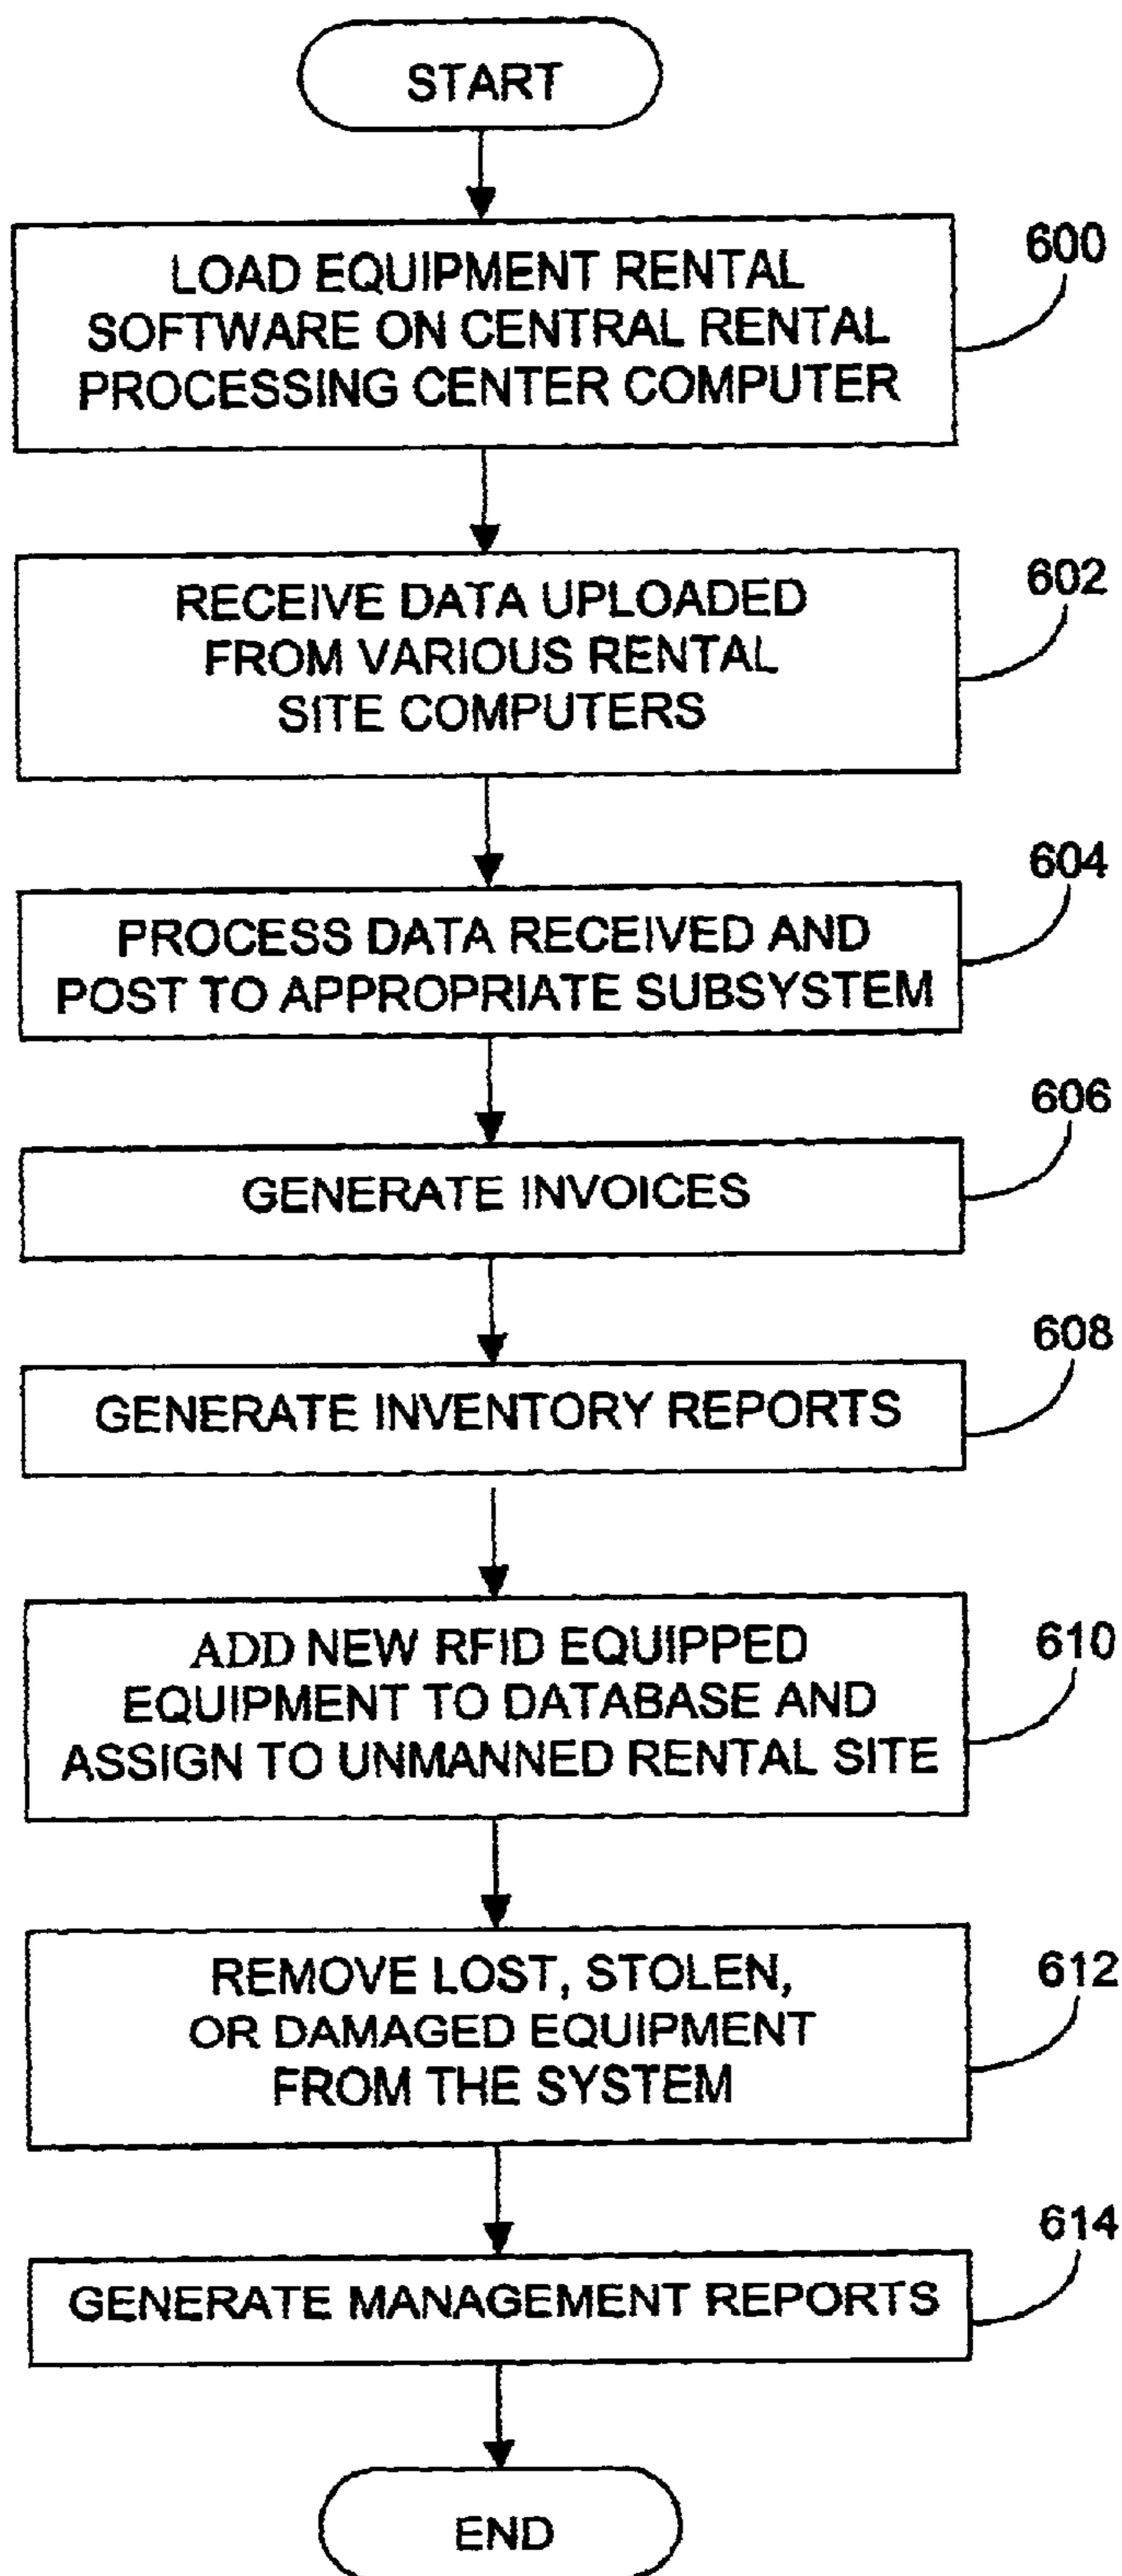 START
LOAD EQUIPMENT RENTAL
SOFTWARE ON CENTRAL RENTAL
PROCESSING CENTER COMPUTER
600
RECEIVE DATA UPLOADED
FROM VARIOUS RENTAL
SITE COMPUTERS
602
PROCESS DATA RECEIVED AND
POST TO APPROPRIATE SUBSYSTEM
604
GENERATE INVOICES
606
GENERATE INVENTORY REPORTS
608
ADD NEW RFID EQUIPPED
EQUIPMENT TO DATABASE AND
ASSIGN TO UNMANNED RENTAL SITE
610
REMOVE LOST, STOLEN,
OR DAMAGED EQUIPMENT
FROM THE SYSTEM
612
GENERATE MANAGEMENT REPORTS
614
END